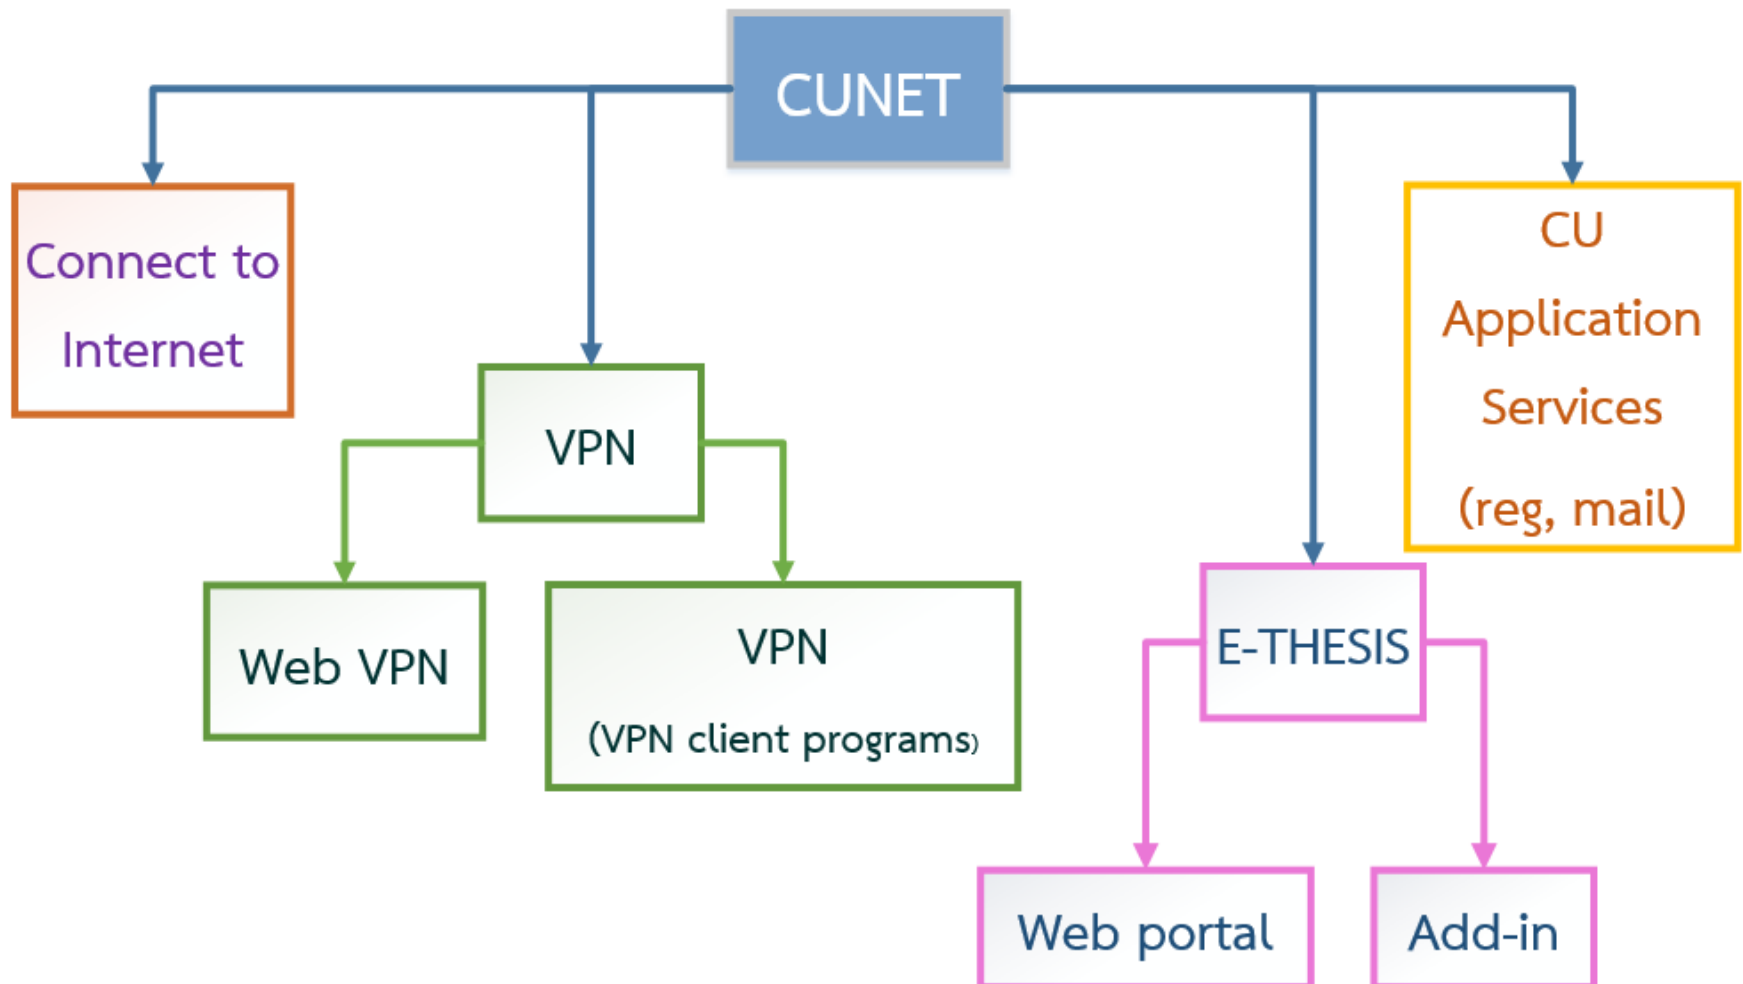 CUNET
Connect to
Internet
VPN
Web VPN
VPN
(VPN client programs)
CU
Application
Services
(reg, mail)
E-THESIS
Web portal
Add-in